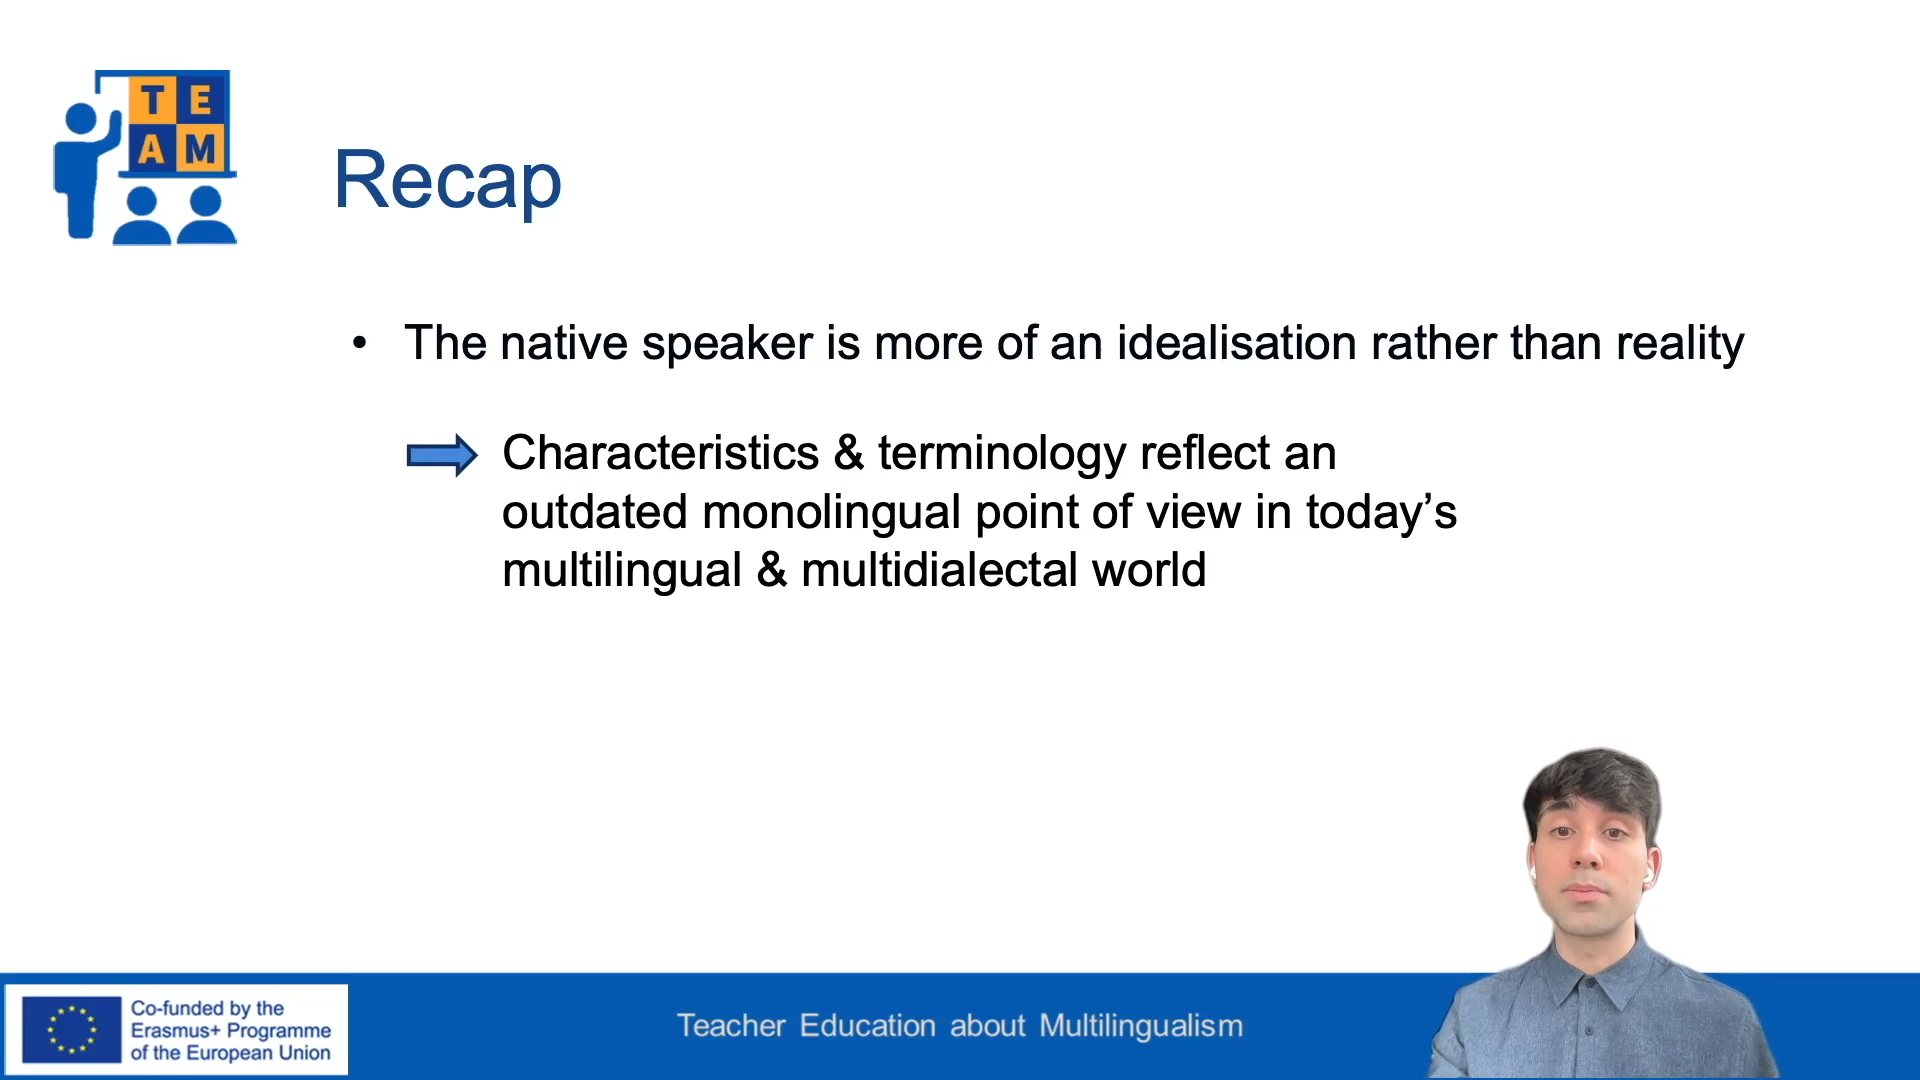 T E
A M
Recap
• The native speaker is more of an idealisation rather than reality
Characteristics & terminology reflect an
outdated monolingual point of view in today’s
multilingual & multidialectal world
Co-funded by the
Erasmus+ Programme
of the European Union
Teacher Education about Multilingualism